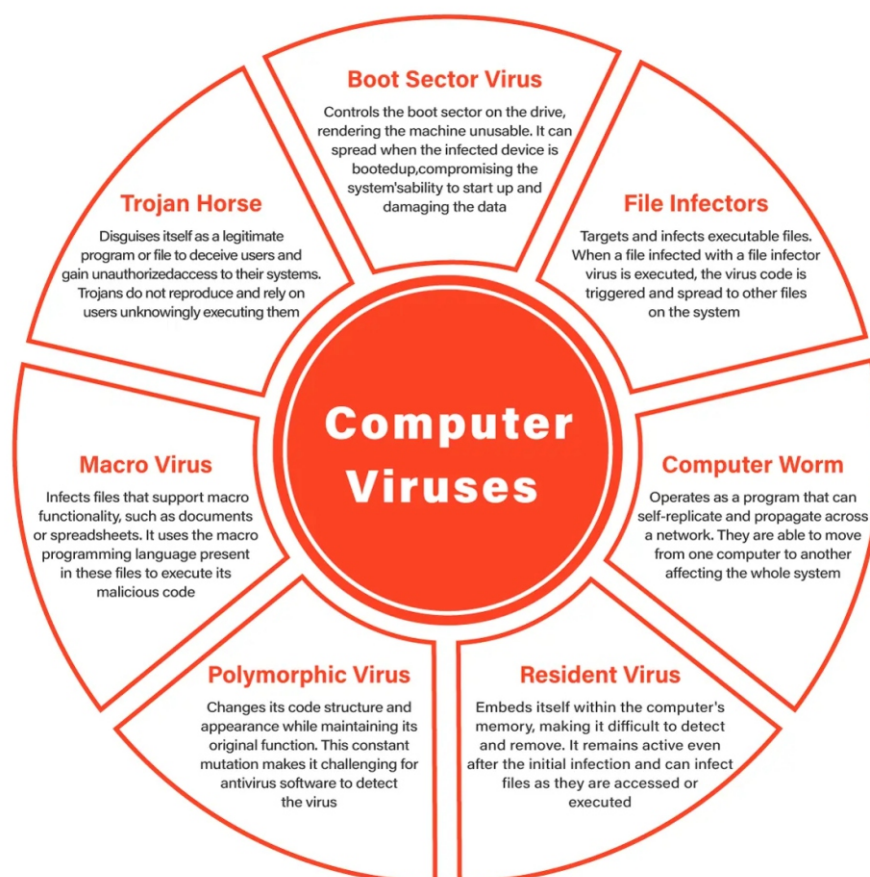 Boot Sector Virus
Controls the boot sector on the drive,
rendering the machine unusable. It can
spread when the infected device is
bootedup,compromising the
system'sability to start up and
damaging the data
File Infectors
Targets and infects executable files.
When a file infected with a file infector
virus is executed, the virus code is
triggered and spread to other files
on the system
Computer Worm
Operates as a program that can
self-replicate and propagate across
a network. They are able to move
from one computer to another
affecting the whole system
Resident Virus
Embeds itself within the computer's
memory, making it difficult to detect
and remove. It remains active even
after the initial infection and can infect
files as they are accessed or
executed
Polymorphic Virus
Changes its code structure and
appearance while maintaining its
original function. This constant
mutation makes it challenging for
antivirus software to detect
the virus
Macro Virus
Infects files that support macro
functionality, such as documents
or spreadsheets. It uses the macro
programming language present
in these files to execute its
malicious code
Trojan Horse
Disguises itself as a legitimate
program or file to deceive users and
gain unauthorizedaccess to their systems.
Trojans do not reproduce and rely on
users unknowingly executing them
Computer
Viruses